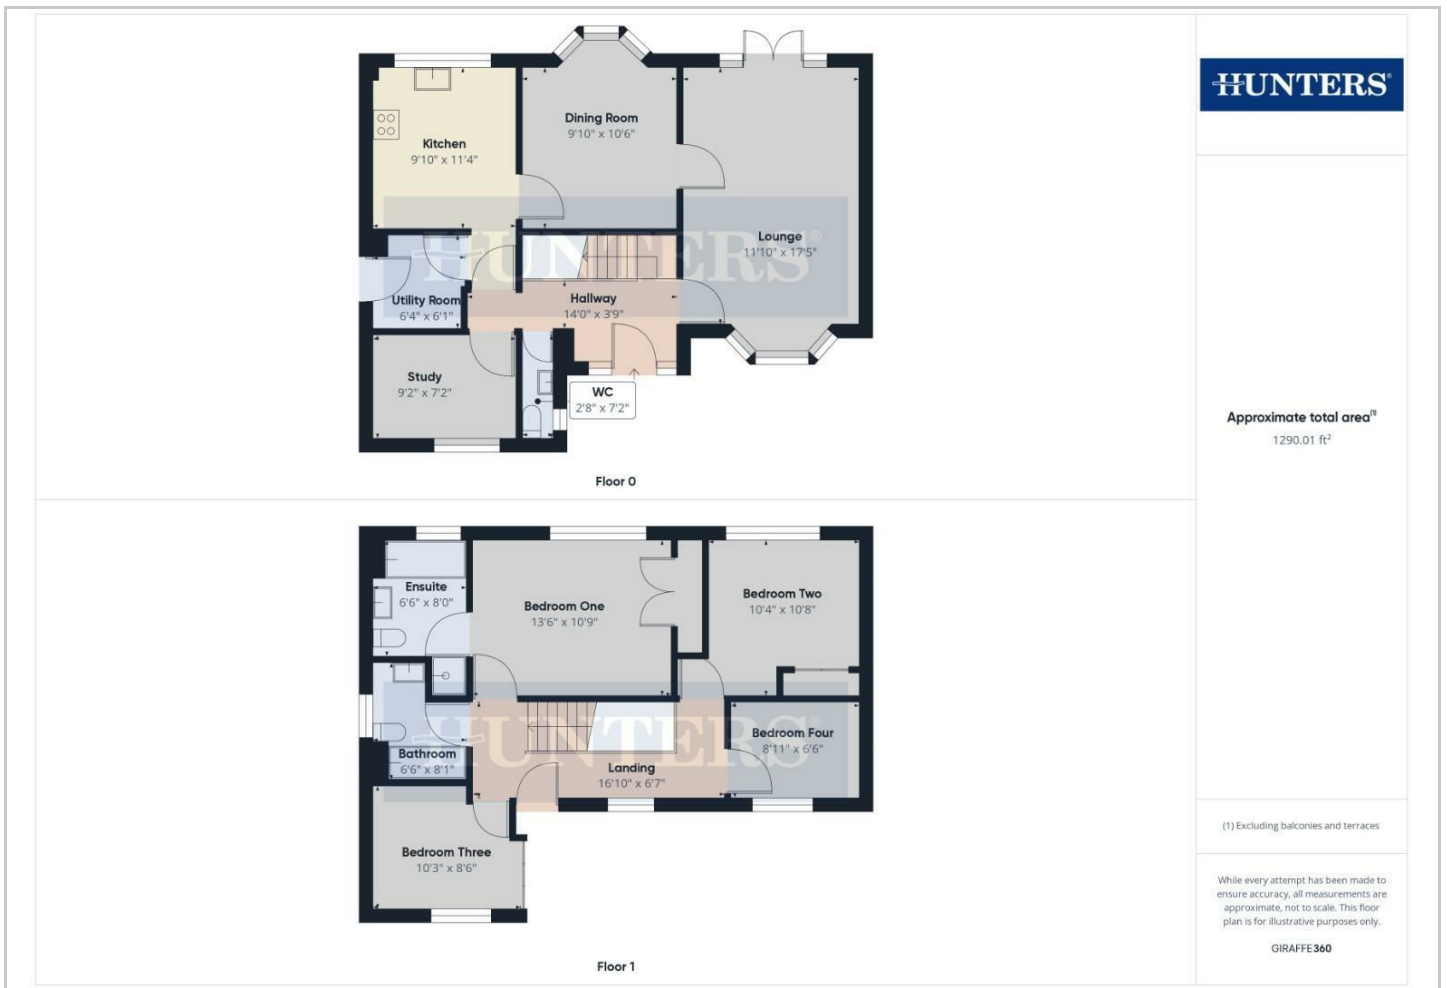 Kitchen
9'10" x 11'4"
Dining Room
9'10" x 10'6"
Lounge
11'10" x 17'5"
Utility Room
6'4" x 6'1"
Hallway
14'0" x 3'9"
Study
9'2" x 7'2"
WC
2'8" x 7'2"
HUNTERS®
Floor 0
Ensuite
6'6" x 8'0"
Bedroom One
13'6" x 10'9"
Bedroom Two
10'4" x 10'8"
Bathroom
6'6" x 8'1"
Landing
16'10" x 6'7"
Bedroom Four
8'11" x 6'6"
Bedroom Three
10'3" x 8'6"
HUNTERS®
Floor 1
HUNTERS®
Approximate total area(1)
1290.01 ft²
(1) Excluding balconies and terraces
While every attempt has been made to
ensure accuracy, all measurements are
approximate, not to scale. This floor
plan is for illustrative purposes only.
GIRAFFE360